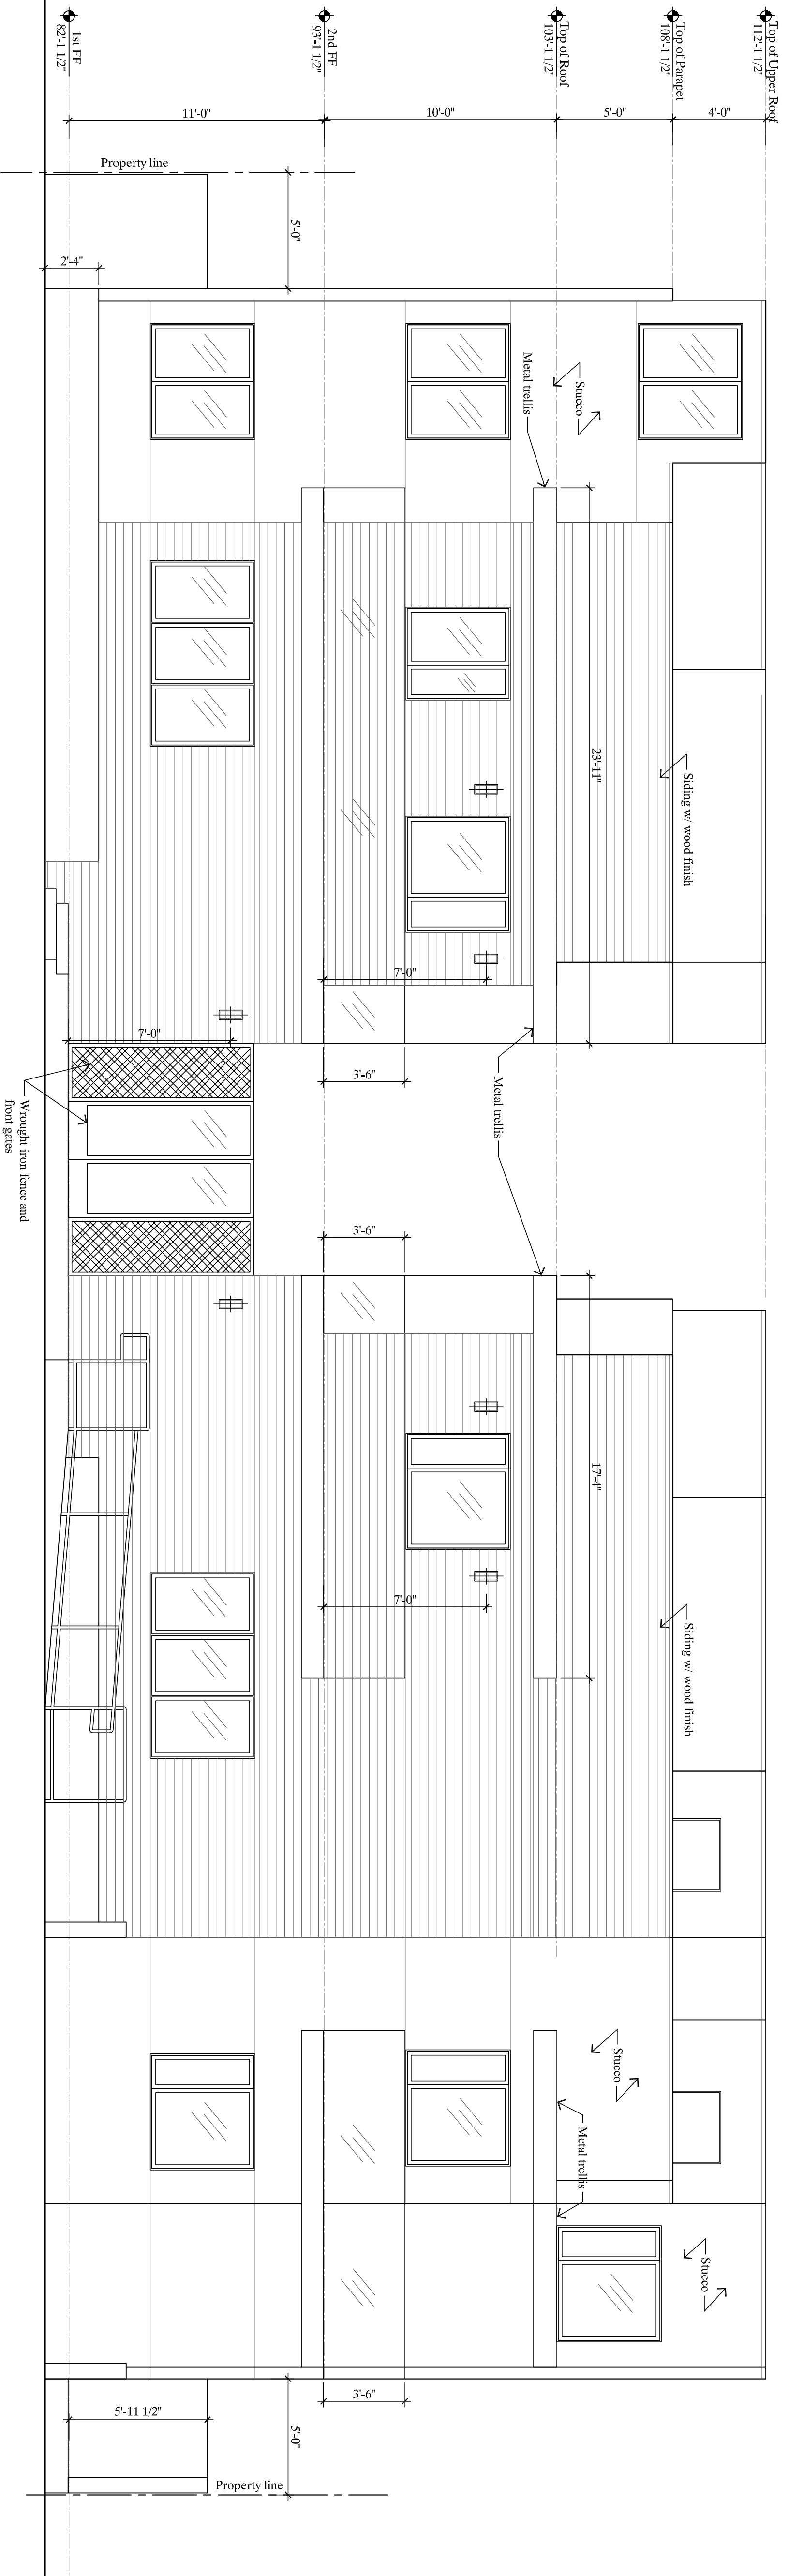 Top of Upper Roof
112'-1 1/2"
Top of Parapet
108'-1 1/2"
Top of Roof
103'-1 1/2"
2nd FF
93'-1 1/2"
1st FF
82'-1 1/2"
4'-0"
5'-0"
10'-0"
11'-0"
Property line
5'-0"
2'-4"
Stucco
Metal trellis
23'-11"
Siding w/ wood finish
7'-0"
7'-0"
3'-6"
Metal trellis
Wrought iron fence and
front gates
3'-6"
17'-4"
7'-0"
Siding w/ wood finish
Stucco
Metal trellis
Stucco
3'-6"
5'-11 1/2"
5'-0"
Property line